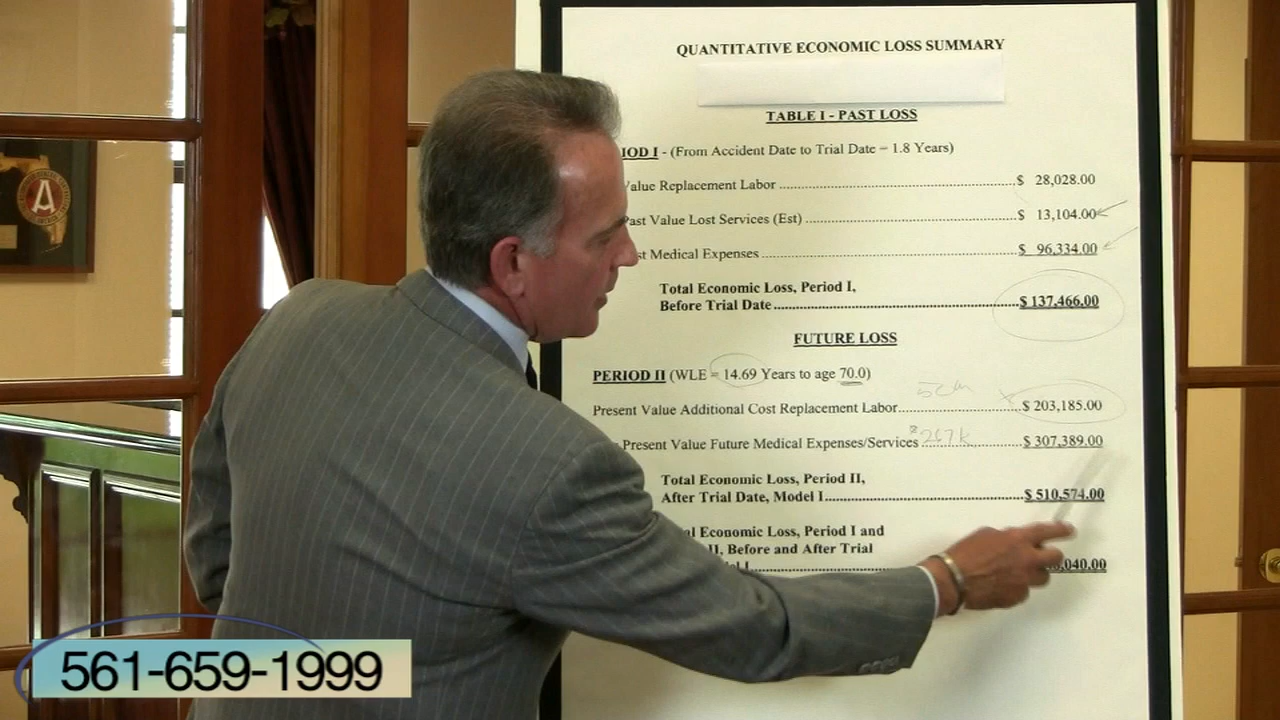 QUANTITATIVE ECONOMIC LOSS SUMMARY
TABLE I - PAST LOSS
IOD I - (From Accident Date to Trial Date - 1.8 Years)
Value Replacement Labor ........ $ 28,028.00
Past Value Lost Services (Est) ........ $ 13,104.00
st Medical Expenses ........ $ 96,334.00
Total Economic Loss, Period I,
Before Trial Date ........ $ 137,466.00
FUTURE LOSS
PERIOD II (WLE = 14.69 Years to age 70.0)
Present Value Additional Cost Replacement Labor ........ $ 203,185.00
Present Value Future Medical Expenses/Services $267k ........ $ 307,389.00
Total Economic Loss, Period II,
After Trial Date, Model I ........ $ 510,574.00
al Economic Loss, Period I and
II, Before and After Trial
,040.00
A
561-659-1999